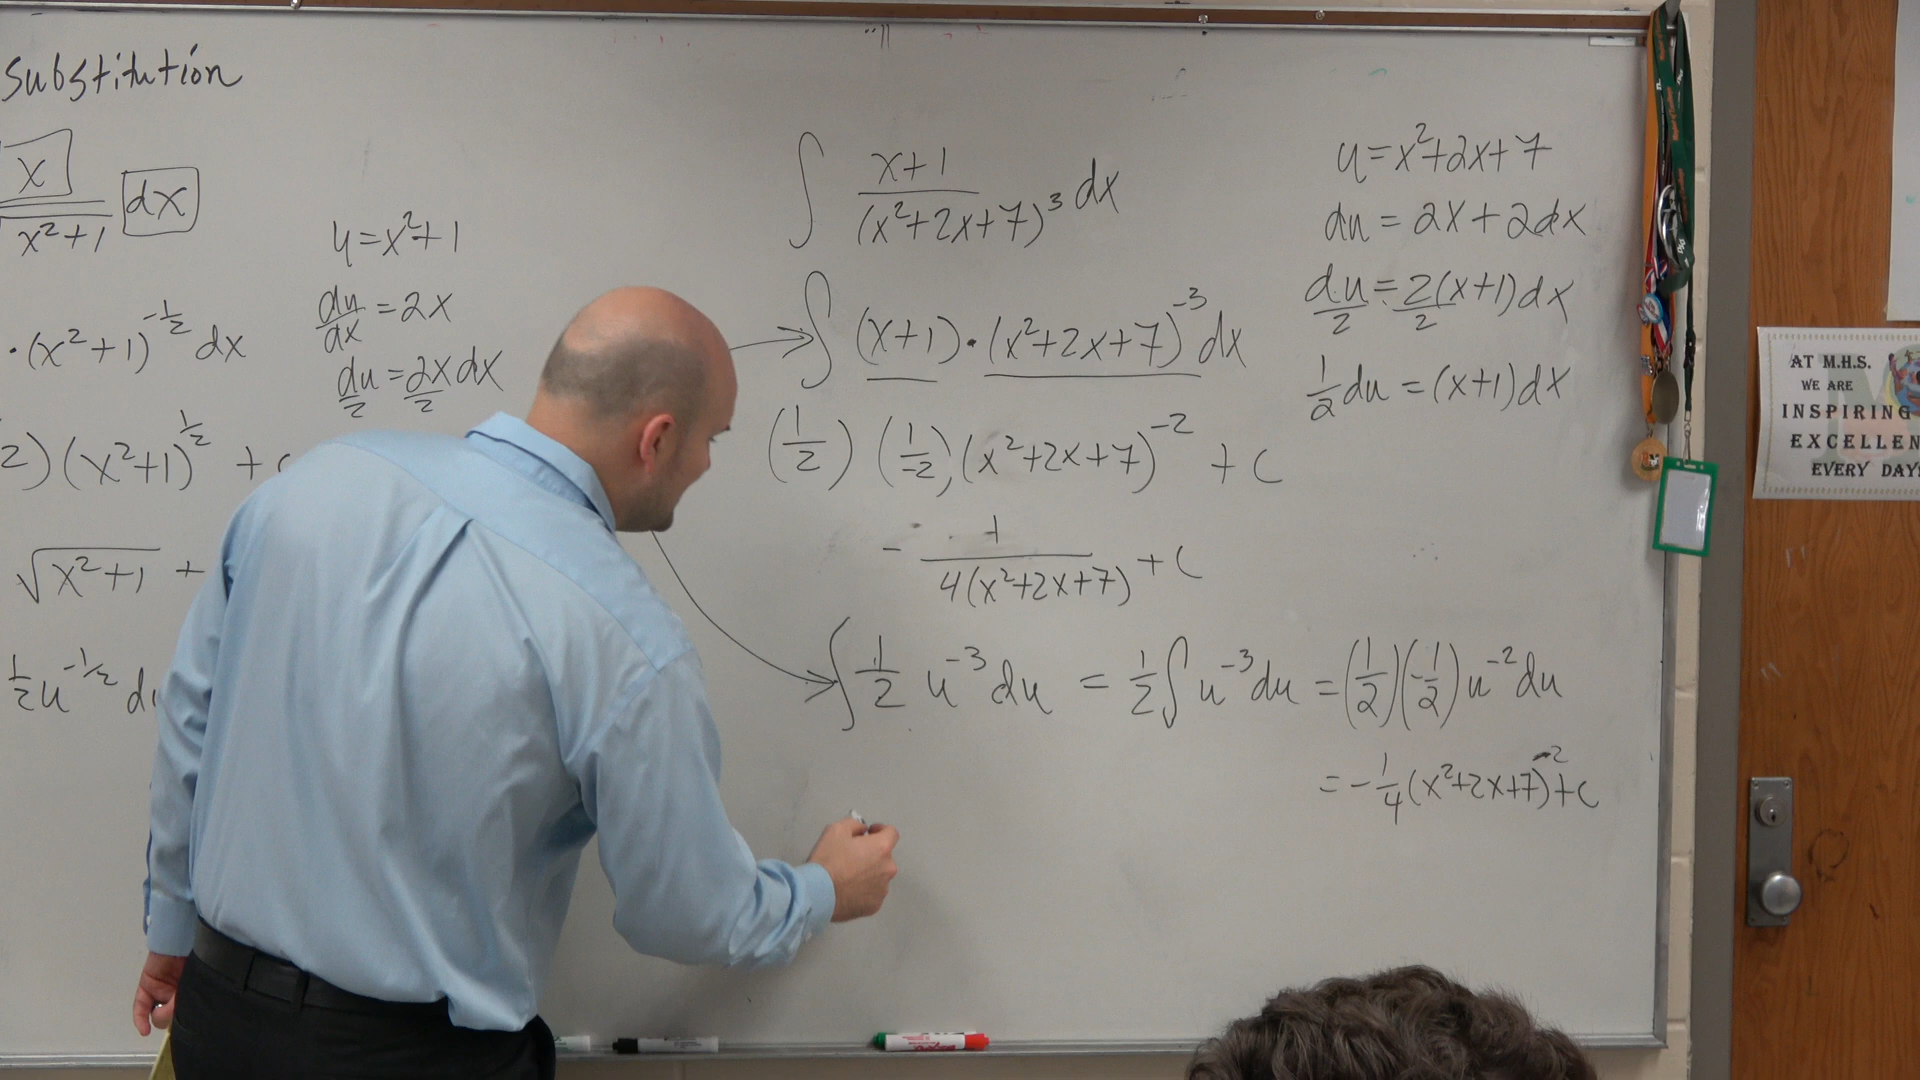 Substitution
x
x²+1
dx
·(x²+1)^-1/2 dx
2)(x²+1)^1/2 + c
√x²+1 +
1/2 u^-1/2 du
u=x²+1
du/dx = 2x
du/2 = 2xdx/2
∫ x+1/(x²+2x+7)³ dx
∫ (x+1)·(x²+2x+7)^-3 dx
(1/2) (1/-2)(x²+2x+7)^-2 + c
- 1/4(x²+2x+7) + c
∫ 1/2 u^-3 du = 1/2 ∫ u^-3 du = (1/2)(-1/2) u^-2 du
= -1/4 (x²+2x+7)^-2 + c
u=x²+2x+7
du = 2x+2dx
du/2 = 2(x+1)dx/2
1/2 du = (x+1)dx
AT M.H.S.
WE ARE
INSPIRING
EXCELLEN
EVERY DAY